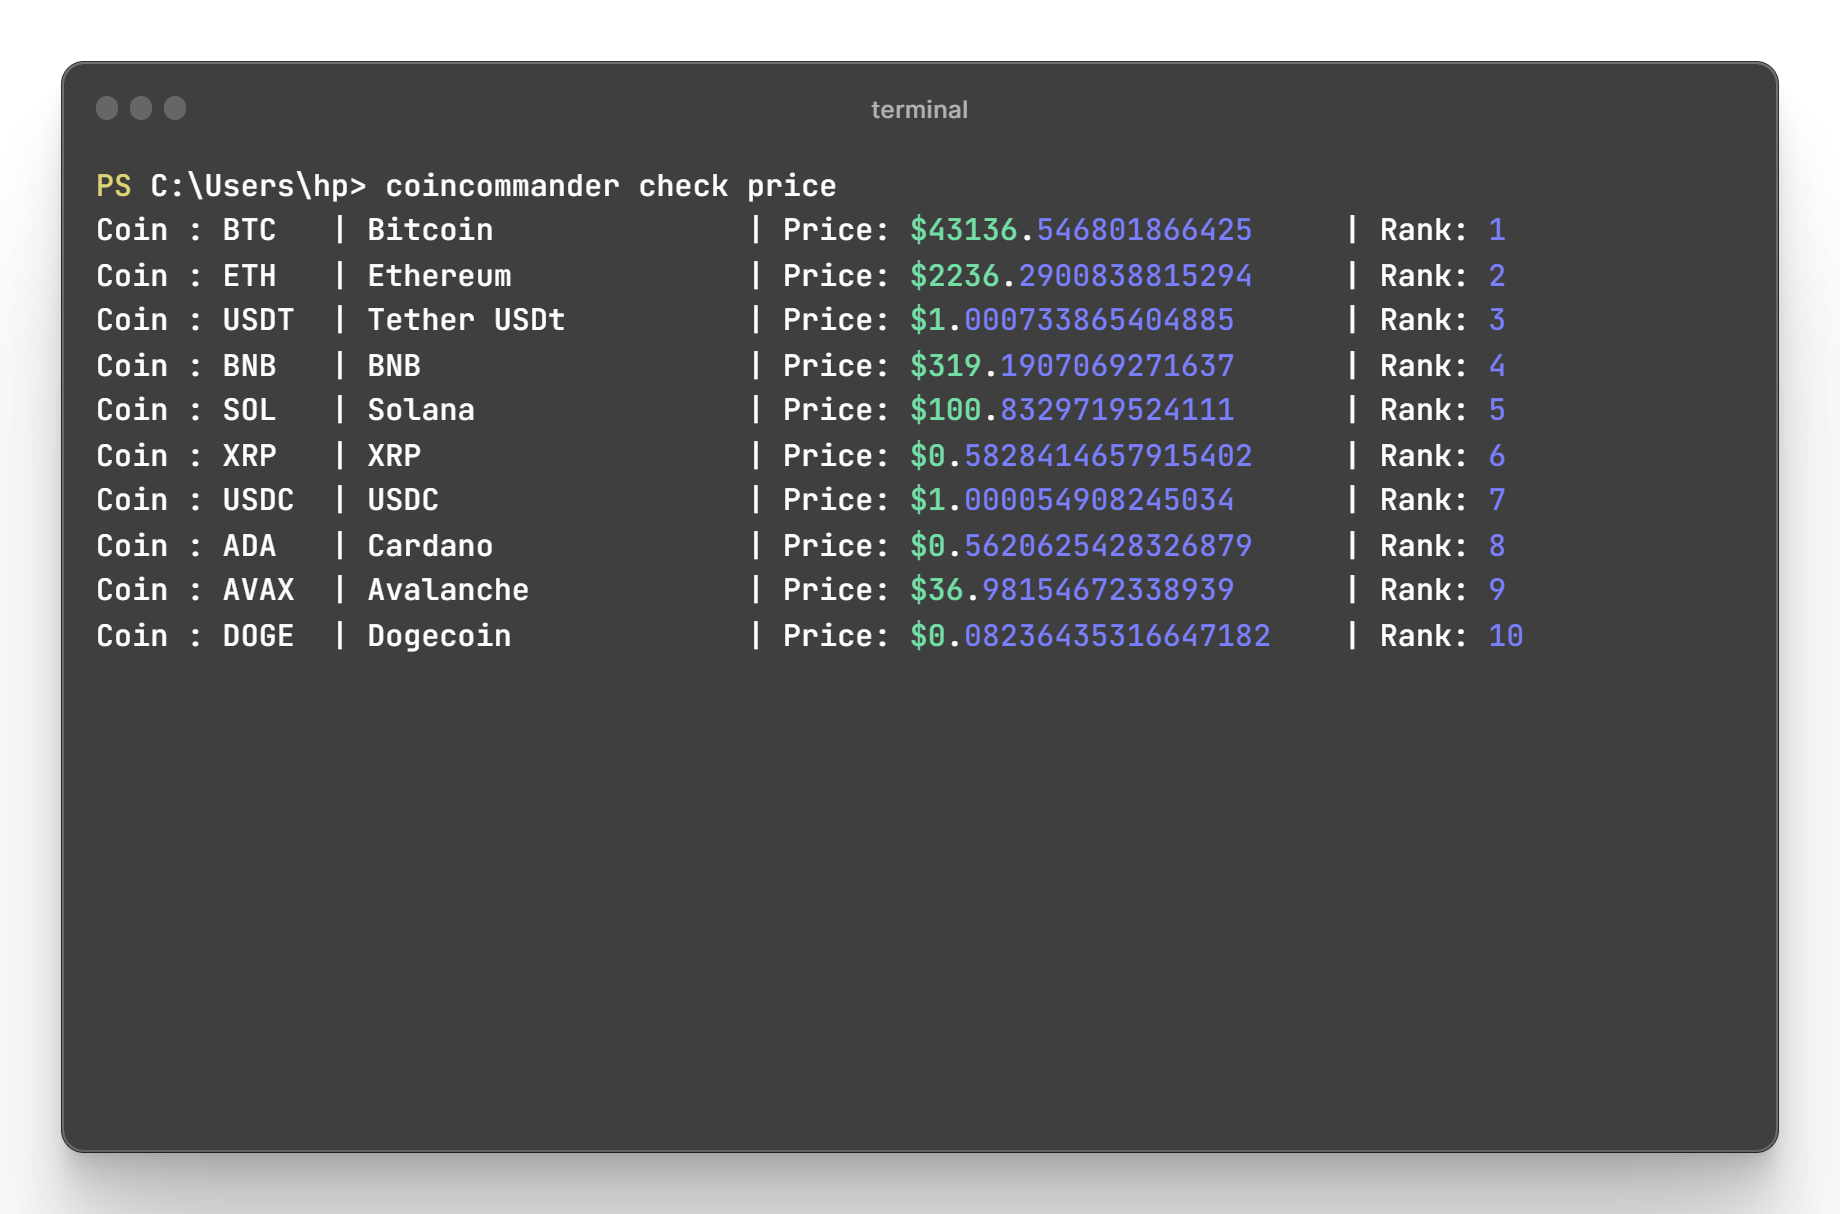 terminal
PS C:\Users\hp> coincommander check price
Coin : BTC   | Bitcoin              | Price: $43136.546801866425     | Rank: 1
Coin : ETH   | Ethereum             | Price: $2236.2900838815294     | Rank: 2
Coin : USDT  | Tether USDt          | Price: $1.000733865404885      | Rank: 3
Coin : BNB   | BNB                  | Price: $319.1907069271637      | Rank: 4
Coin : SOL   | Solana               | Price: $100.8329719524111      | Rank: 5
Coin : XRP   | XRP                  | Price: $0.5828414657915402     | Rank: 6
Coin : USDC  | USDC                 | Price: $1.000054908245034      | Rank: 7
Coin : ADA   | Cardano              | Price: $0.5620625428326879     | Rank: 8
Coin : AVAX  | Avalanche            | Price: $36.98154672338939      | Rank: 9
Coin : DOGE  | Dogecoin             | Price: $0.08236435316647182    | Rank: 10